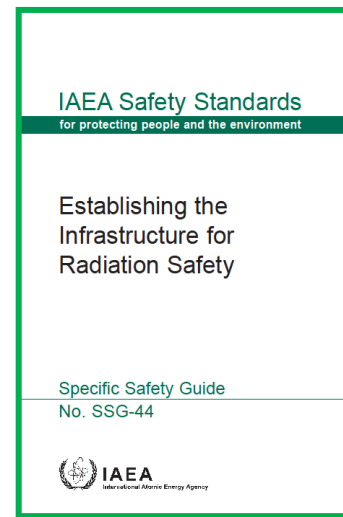 IAEA Safety Standards
for protecting people and the environment
Establishing the
Infrastructure for
Radiation Safety
Specific Safety Guide
No. SSG-44
IAEA
International Atomic Energy Agency